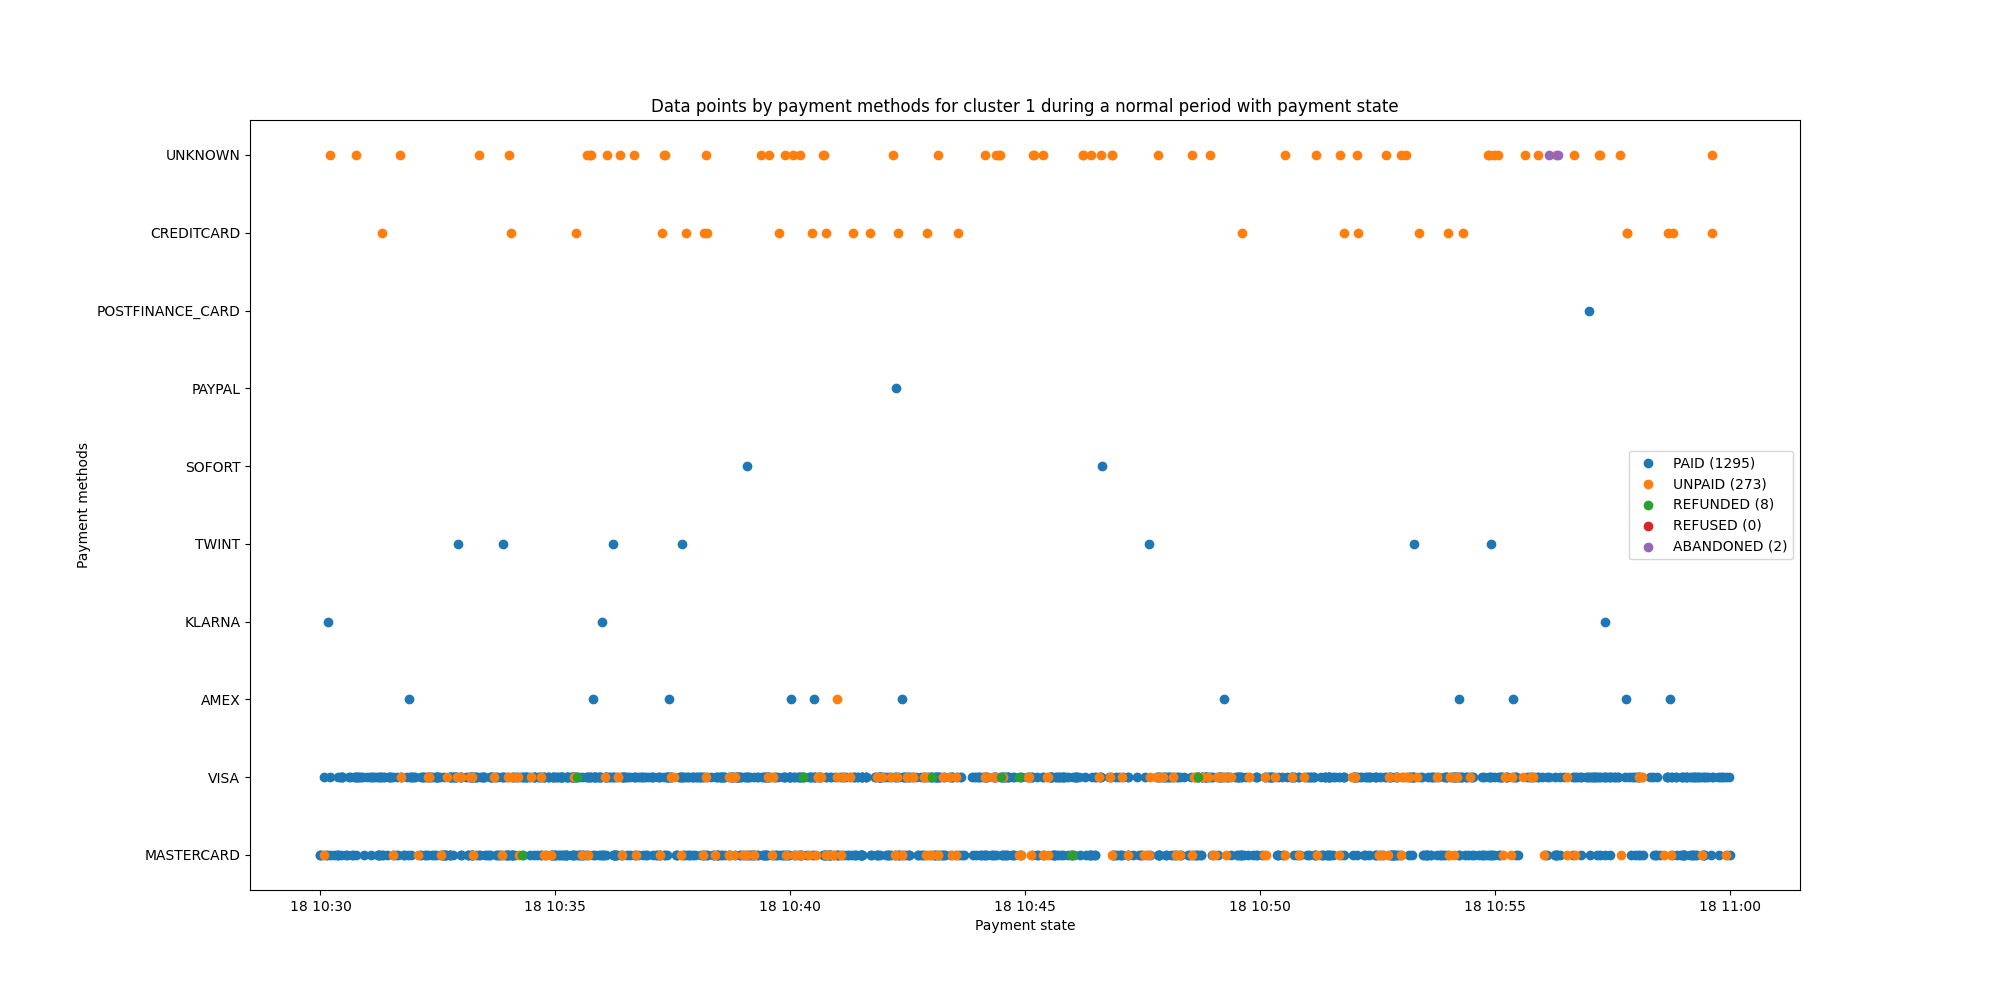 Data points by payment methods for cluster 1 during a normal period with payment state
UNKNOWN
CREDITCARD
POSTFINANCE_CARD
PAYPAL
SOFORT
TWINT
KLARNA
AMEX
VISA
MASTERCARD
Payment methods
PAID (1295)
UNPAID (273)
REFUNDED (8)
REFUSED (0)
ABANDONED (2)
18 10:30 18 10:35 18 10:40 18 10:45 18 10:50 18 10:55 18 11:00
Payment state